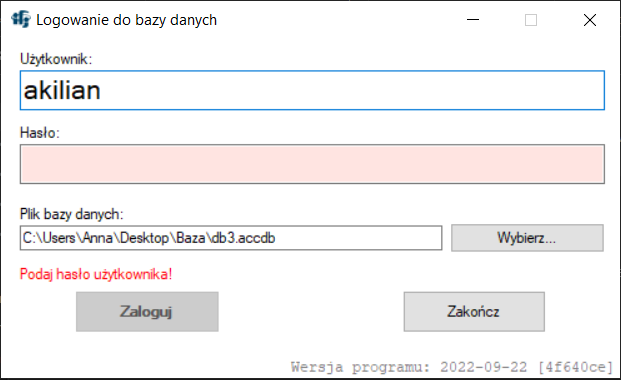 Logowanie do bazy danych
Użytkownik:
akilian
Hasło:
Plik bazy danych:
C:\Users\Anna\Desktop\Baza\db3.accdb
Wybierz...
Podaj hasło użytkownika!
Zaloguj
Zakończ
Wersja programu: 2022-09-22 [4f640ce]